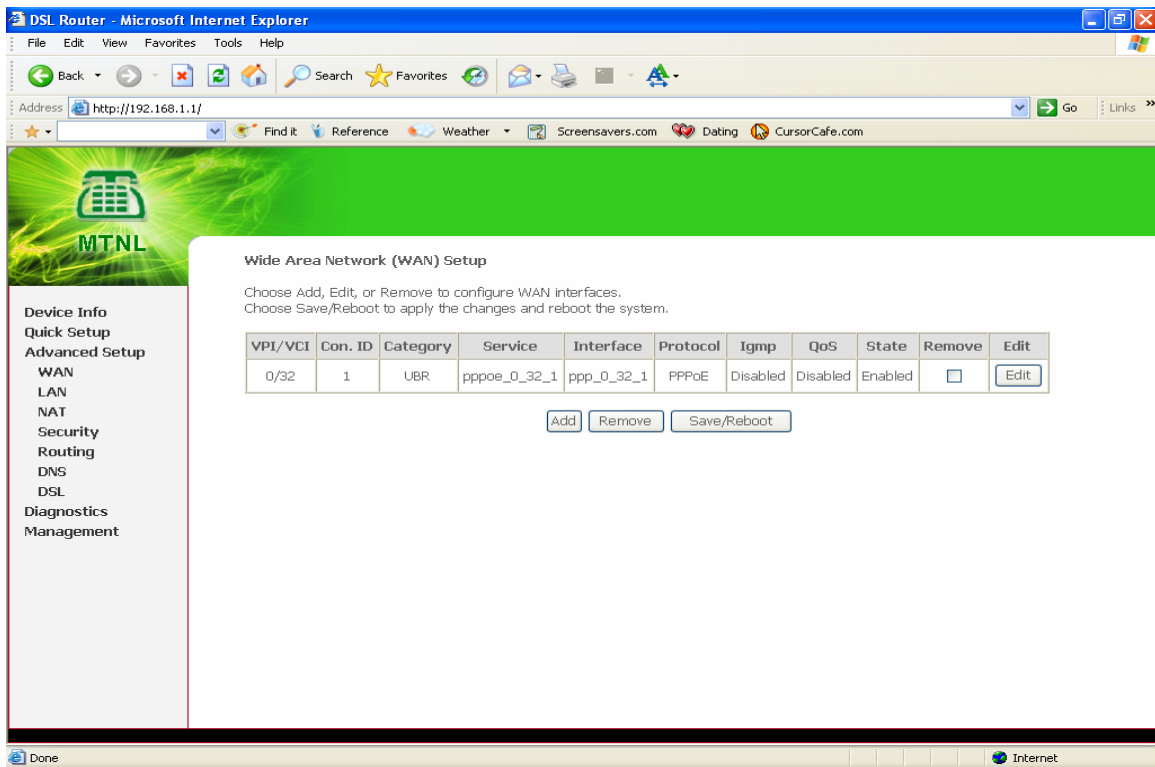 DSL Router - Microsoft Internet Explorer
File Edit View Favorites Tools Help
Back Search Favorites
Address http://192.168.1.1/ Go Links »
Find it Reference Weather Screensavers.com Dating CursorCafe.com
MTNL
Wide Area Network (WAN) Setup
Choose Add, Edit, or Remove to configure WAN interfaces.
Choose Save/Reboot to apply the changes and reboot the system.
Device Info
Quick Setup
Advanced Setup
WAN
LAN
NAT
Security
Routing
DNS
DSL
Diagnostics
Management
VPI/VCI Con. ID Category Service Interface Protocol Igmp QoS State Remove Edit
0/32 1 UBR pppoe_0_32_1 ppp_0_32_1 PPPoE Disabled Disabled Enabled Edit
Add Remove Save/Reboot
Done Internet